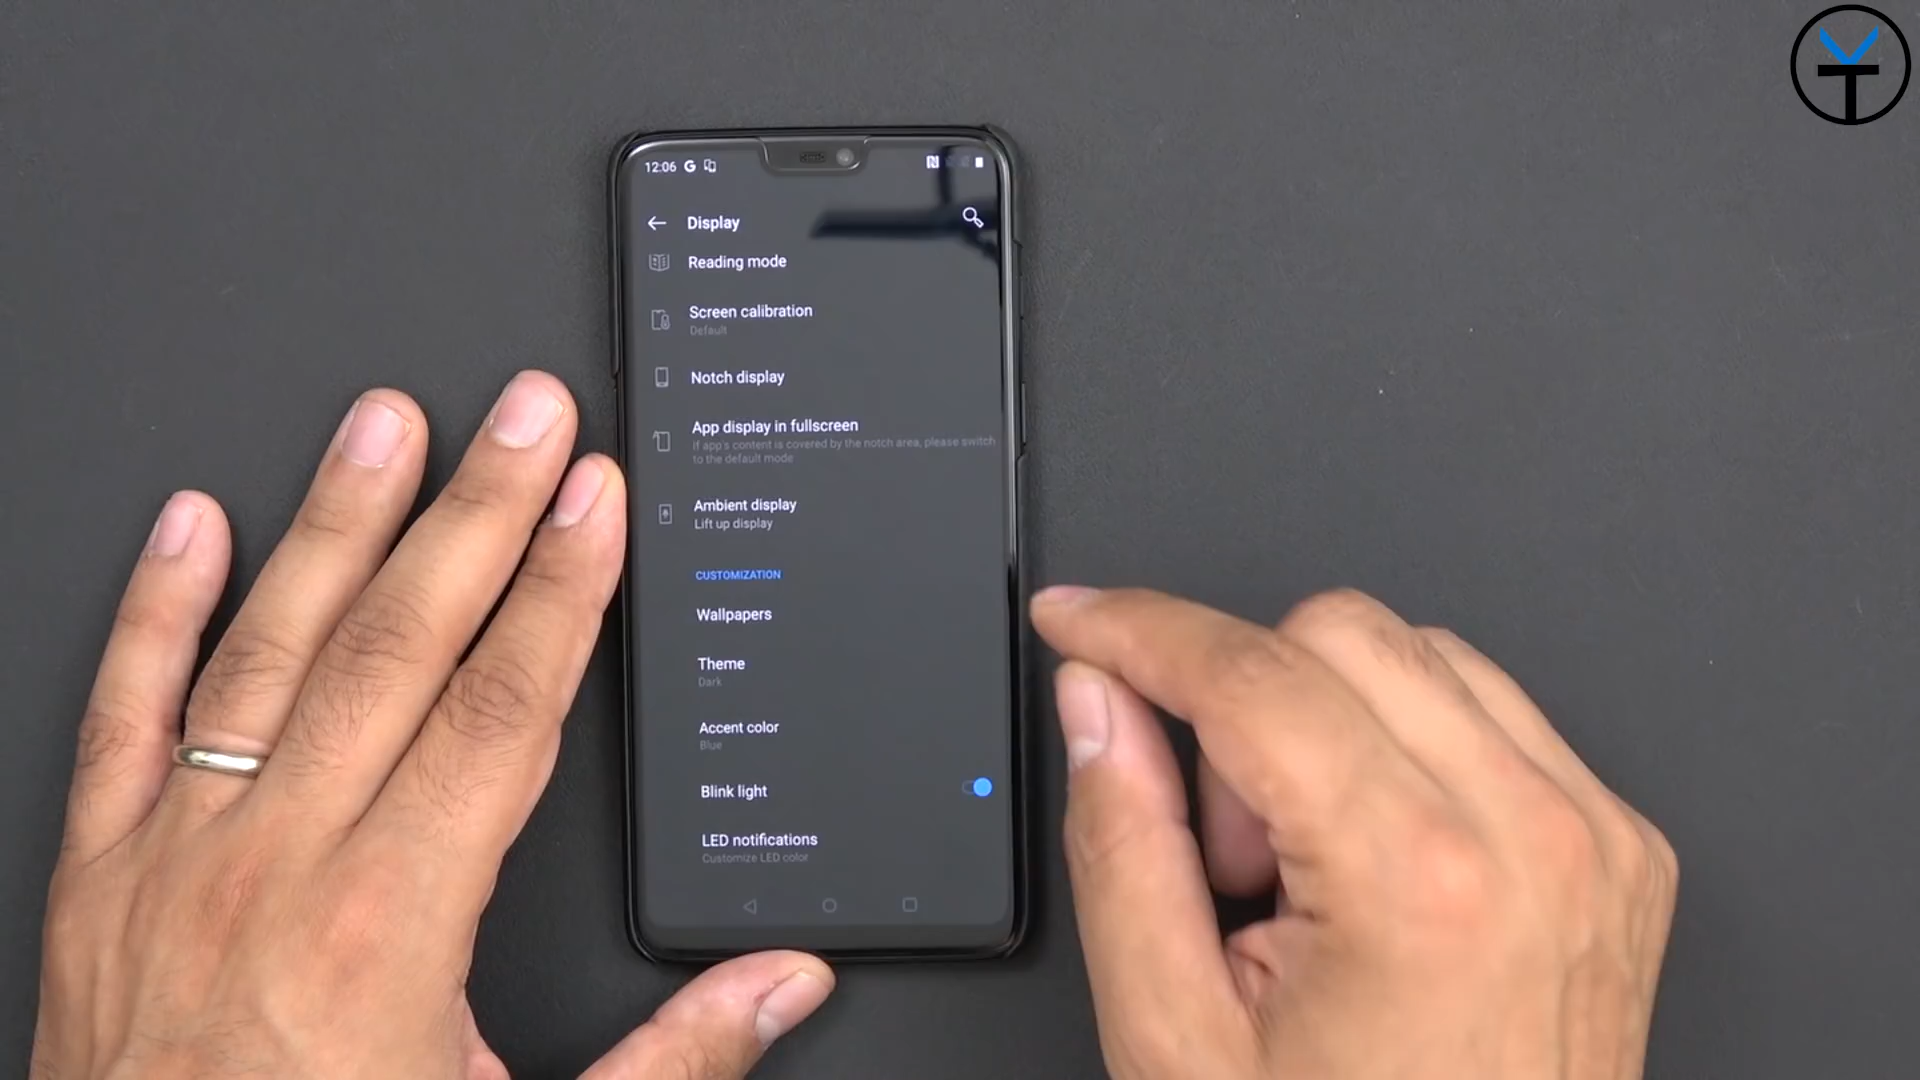 12:06
Display
Reading mode
Screen calibration
Default
Notch display
App display in fullscreen
If app's content is covered by the notch area, please switch
to the default mode
Ambient display
Lift up display
CUSTOMIZATION
Wallpapers
Theme
Dark
Accent color
Blue
Blink light
LED notifications
Customize LED color